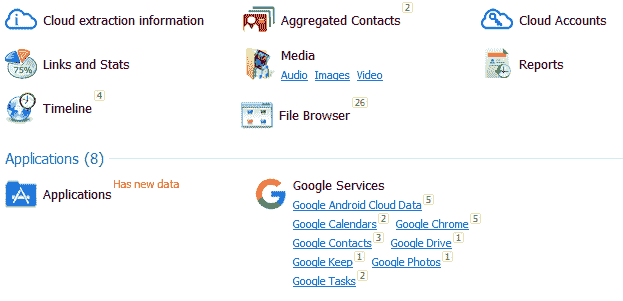 Cloud extraction information
Aggregated Contacts 2
Cloud Accounts
75%
Links and Stats
Media
Audio Images Video
Reports
Timeline 4
File Browser 26
Applications (8)
Applications Has new data
Google Services
Google Android Cloud Data 5
Google Calendars 2 Google Chrome 5
Google Contacts 3 Google Drive 1
Google Keep 1 Google Photos 1
Google Tasks 2